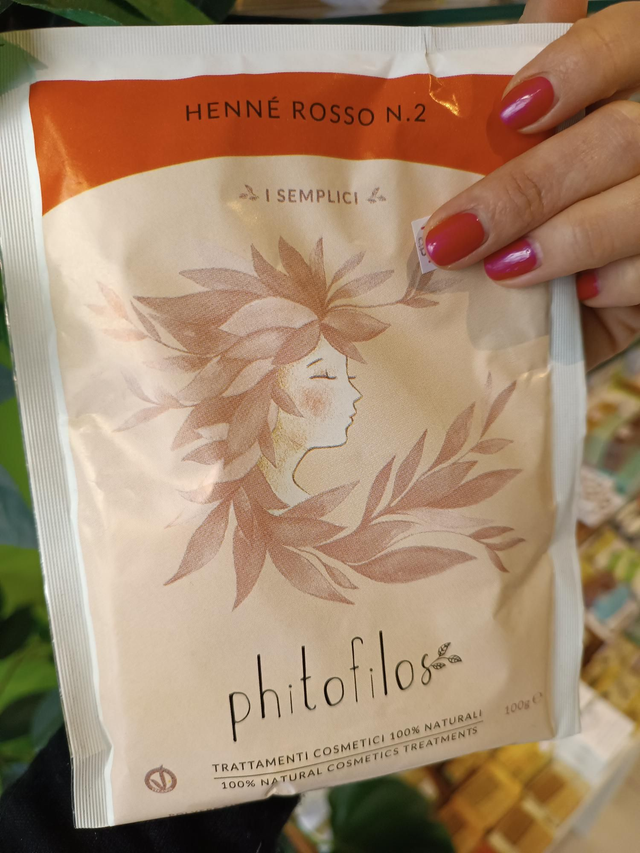 HENNÉ ROSSO N.2
I SEMPLICI
phitofilos
100g ℮
TRATTAMENTI COSMETICI 100% NATURALI
100% NATURAL COSMETICS TREATMENTS